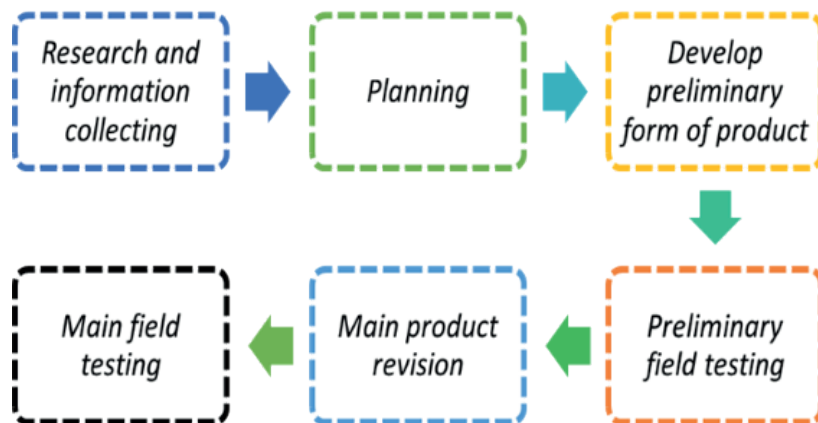 Research and
information
collecting
Planning
Develop
preliminary
form of product
Preliminary
field testing
Main product
revision
Main field
testing